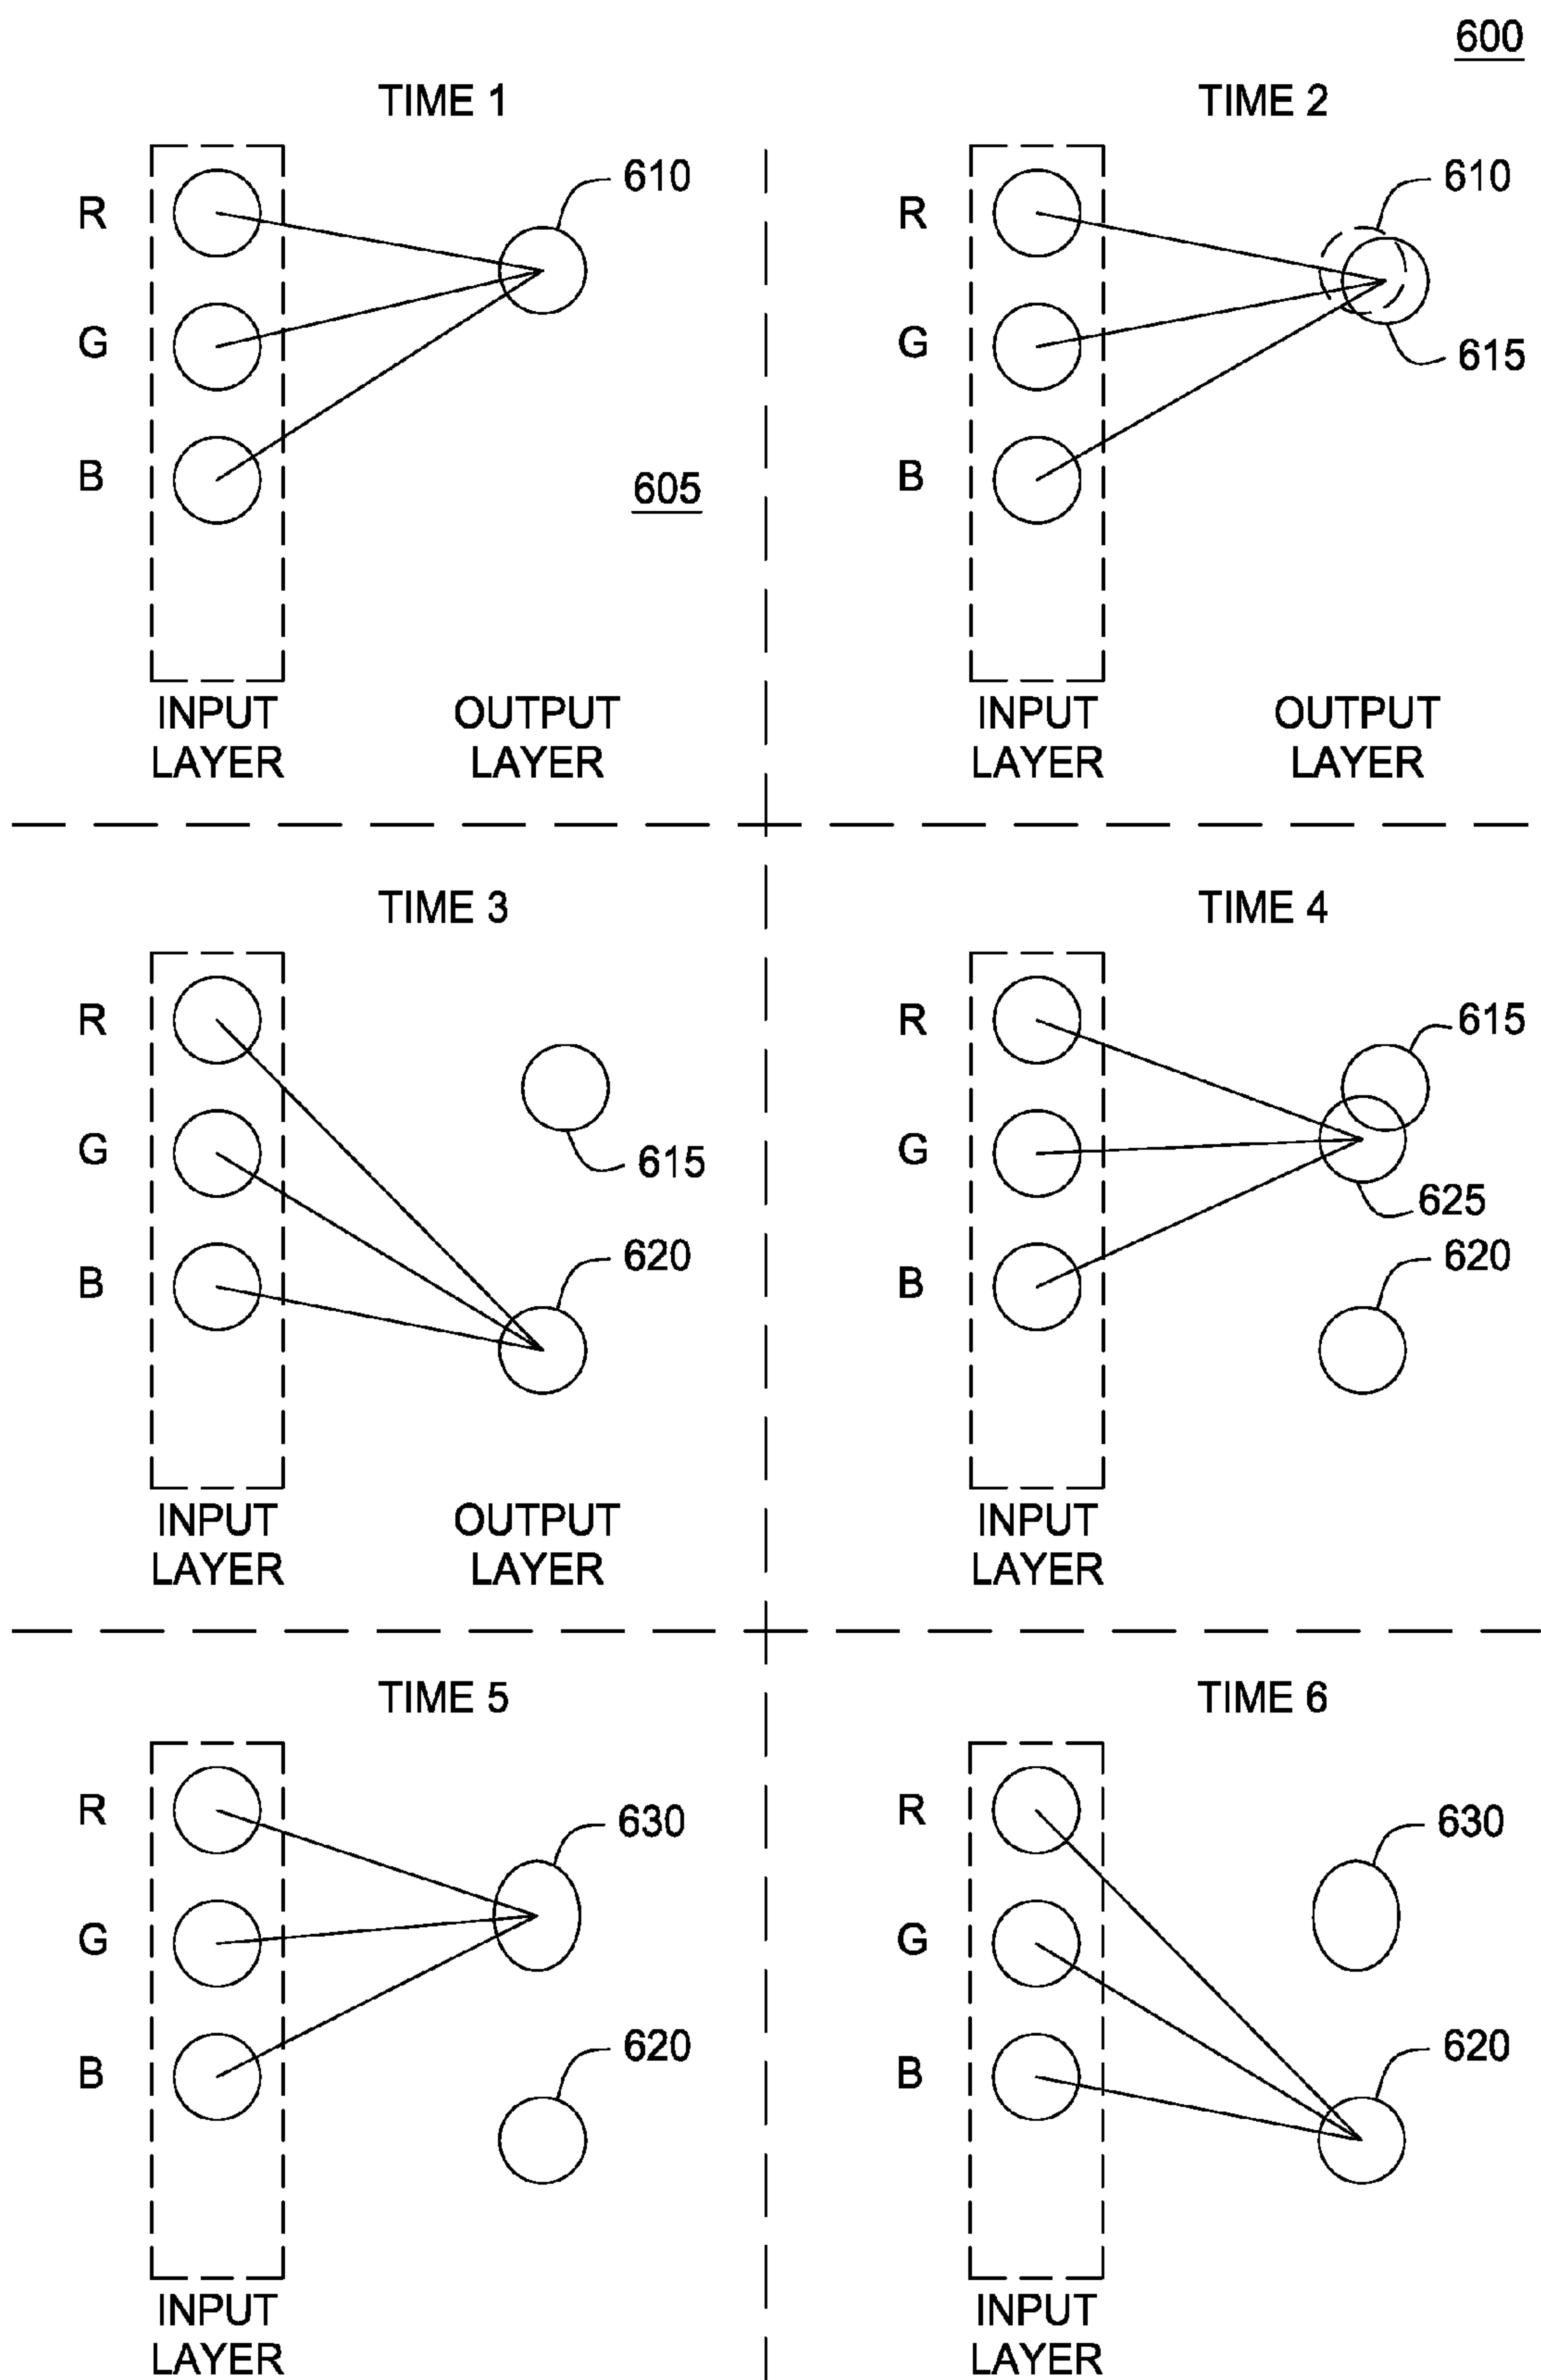 600
TIME 1
610
R
G
B
605
INPUT
LAYER
OUTPUT
LAYER
TIME 2
610
R
G
615
B
INPUT
LAYER
OUTPUT
LAYER
TIME 3
R
G
615
B
620
INPUT
LAYER
OUTPUT
LAYER
TIME 4
R
615
G
625
B
620
INPUT
LAYER
TIME 5
R
630
G
B
620
INPUT
LAYER
TIME 6
R
630
G
B
620
INPUT
LAYER